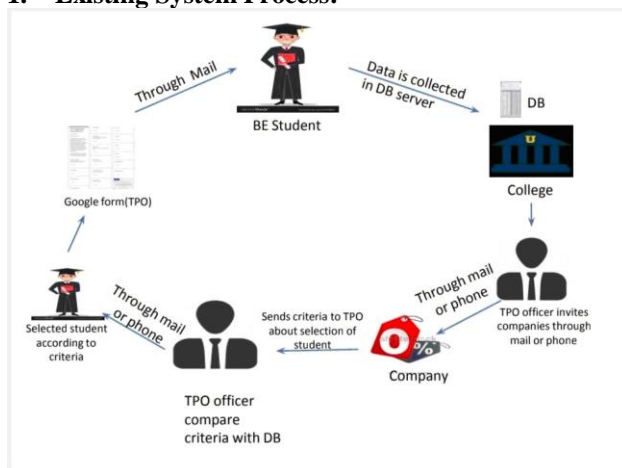 1. Existing System Process:
Through Mail
BE Student
Data is collected
in DB server
DB
College
TPO officer invites
companies through
mail or phone
Through mail
or phone
Company
Sends criteria to TPO
about selection of
student
TPO officer
compare
criteria with DB
Through mail
or phone
Selected student
according to
criteria
Google form(TPO)